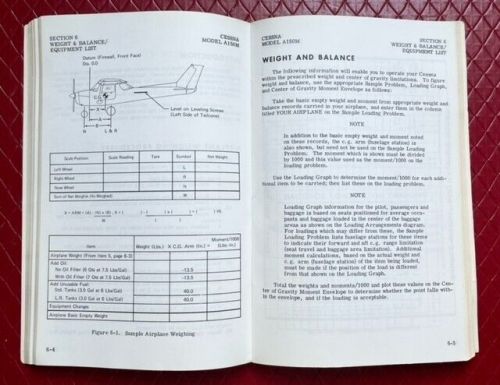 SECTION 6
WEIGHT & BALANCE/
EQUIPMENT LIST
CESSNA
MODEL A150M
Datum (Firewall, Front Face)
Sta. 0.0
Level on Leveling Screws
(Left Side of Tailcone)
N
L & R
Scale Position Scale Reading Tare Symbol Net Weight
Left Wheel L
Right Wheel R
Nose Wheel N
Sum of Net Weights (As Weighed) W
Item Weight (Lbs.) X C.G. Arm (In.) = Moment/1000
(Lbs.-In.)
Airplane Weight (From Item 5, page 6-3)
Add Oil:
No Oil Filter (6 Qts at 7.5 Lbs/Gal) -13.5
With Oil Filter (7 Qts at 7.5 Lbs/Gal) -13.5
Add Unusable Fuel:
Std. Tanks (3.5 Gal at 6 Lbs/Gal) 40.0
L.R. Tanks (3.0 Gal at 6 Lbs/Gal) 40.0
Equipment Changes
Airplane Basic Empty Weight
Figure 6-1. Sample Airplane Weighing
6-4
CESSNA
MODEL A150M
SECTION 6
WEIGHT & BALANCE/
EQUIPMENT LIST
WEIGHT AND BALANCE
The following information will enable you to operate your Cessna
within the prescribed weight and center of gravity limitations. To figure
weight and balance, use the appropriate Sample Problem, Loading Graph,
and Center of Gravity Moment Envelope as follows:
Take the basic empty weight and moment from appropriate weight and
balance records carried in your airplane, and enter them in the column
titled YOUR AIRPLANE on the Sample Loading Problem.
NOTE
In addition to the basic empty weight and moment noted
on these records, the c.g. arm (fuselage station) is
also shown, but need not be used on the Sample Loading
Problem. The moment which is shown must be divided
by 1000 and this value used as the moment/1000 on the
loading problem.
Use the Loading Graph to determine the moment/1000 for each addi-
tional item to be carried; then list these on the loading problem.
NOTE
Loading Graph information for the pilot, passengers and
baggage is based on seats positioned for average occu-
pants and baggage loaded in the center of the baggage
areas as shown on the Loading Arrangements diagram.
For loadings which may differ from these, the Sample
Loading Problem lists fuselage stations for these items
to indicate their forward and aft c.g. range limitation
(seat travel and baggage area limitation). Additional
moment calculations, based on the actual weight and
c.g. arm (fuselage station) of the item being loaded,
must be made if the position of the load is different
from that shown on the Loading Graph.
Total the weights and moments/1000 and plot these values on the Cen-
ter of Gravity Moment Envelope to determine whether the point falls with-
in the envelope, and if the loading is acceptable.
6-5